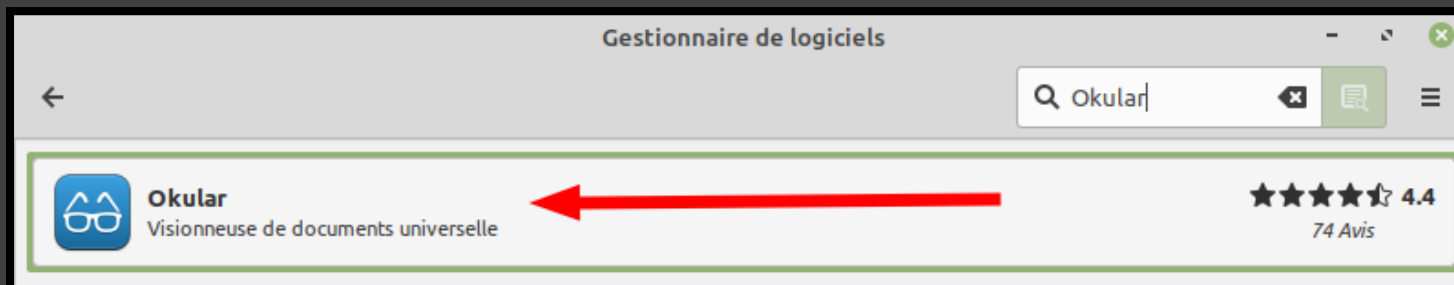 Gestionnaire de logiciels
Okular
Okular
Visionneuse de documents universelle
4.4
74 Avis